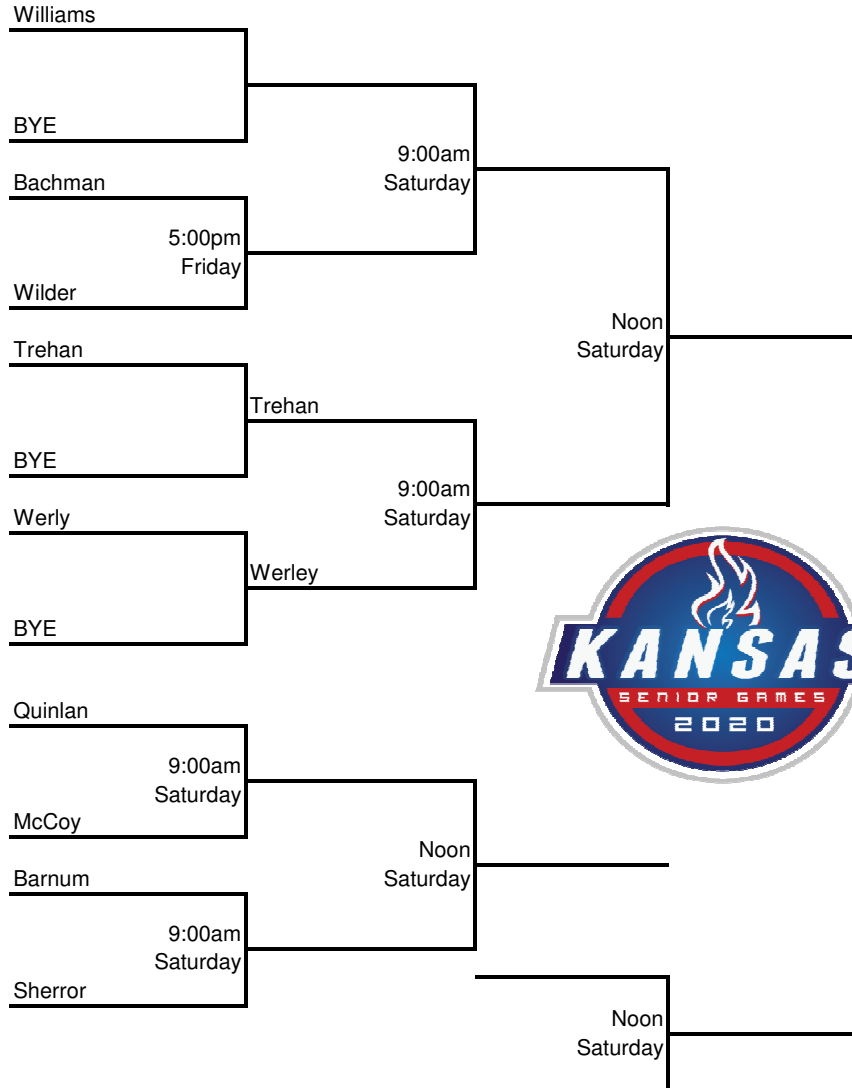 Williams
BYE
9:00am
Saturday
Bachman
5:00pm
Friday
Wilder
Noon
Saturday
Trehan
Trehan
BYE
9:00am
Saturday
Werly
Werley
BYE
KANSAS
SENIOR GAMES
2020
Quinlan
9:00am
Saturday
McCoy
Noon
Saturday
Barnum
9:00am
Saturday
Sherror
Noon
Saturday